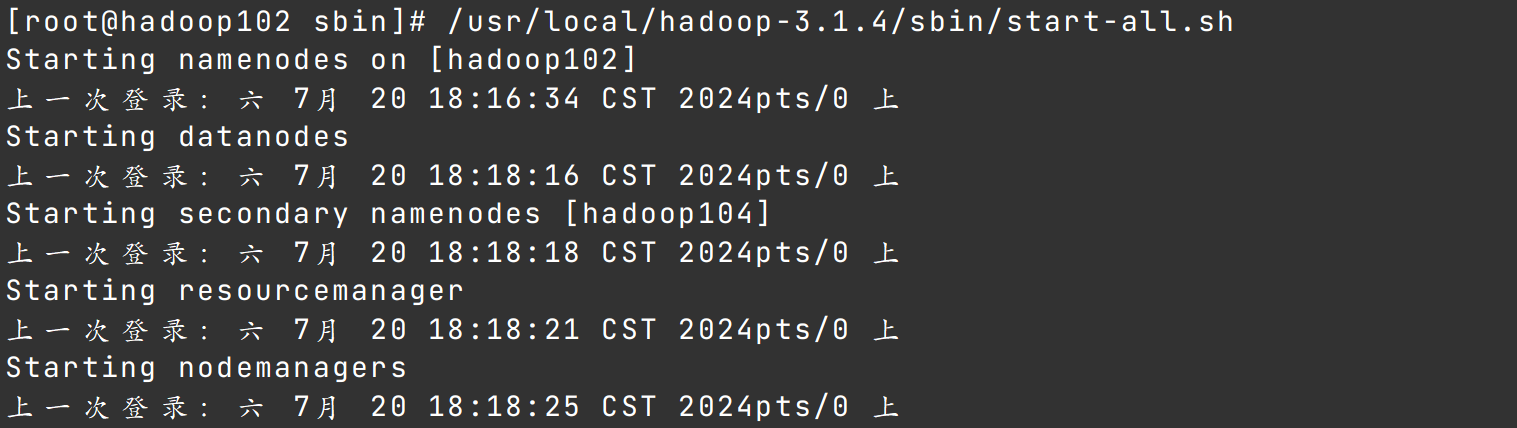 [root@hadoop102 sbin]# /usr/local/hadoop-3.1.4/sbin/start-all.sh
Starting namenodes on [hadoop102]
上一次登录：六 7月 20 18:16:34 CST 2024pts/0 上
Starting datanodes
上一次登录：六 7月 20 18:18:16 CST 2024pts/0 上
Starting secondary namenodes [hadoop104]
上一次登录：六 7月 20 18:18:18 CST 2024pts/0 上
Starting resourcemanager
上一次登录：六 7月 20 18:18:21 CST 2024pts/0 上
Starting nodemanagers
上一次登录：六 7月 20 18:18:25 CST 2024pts/0 上